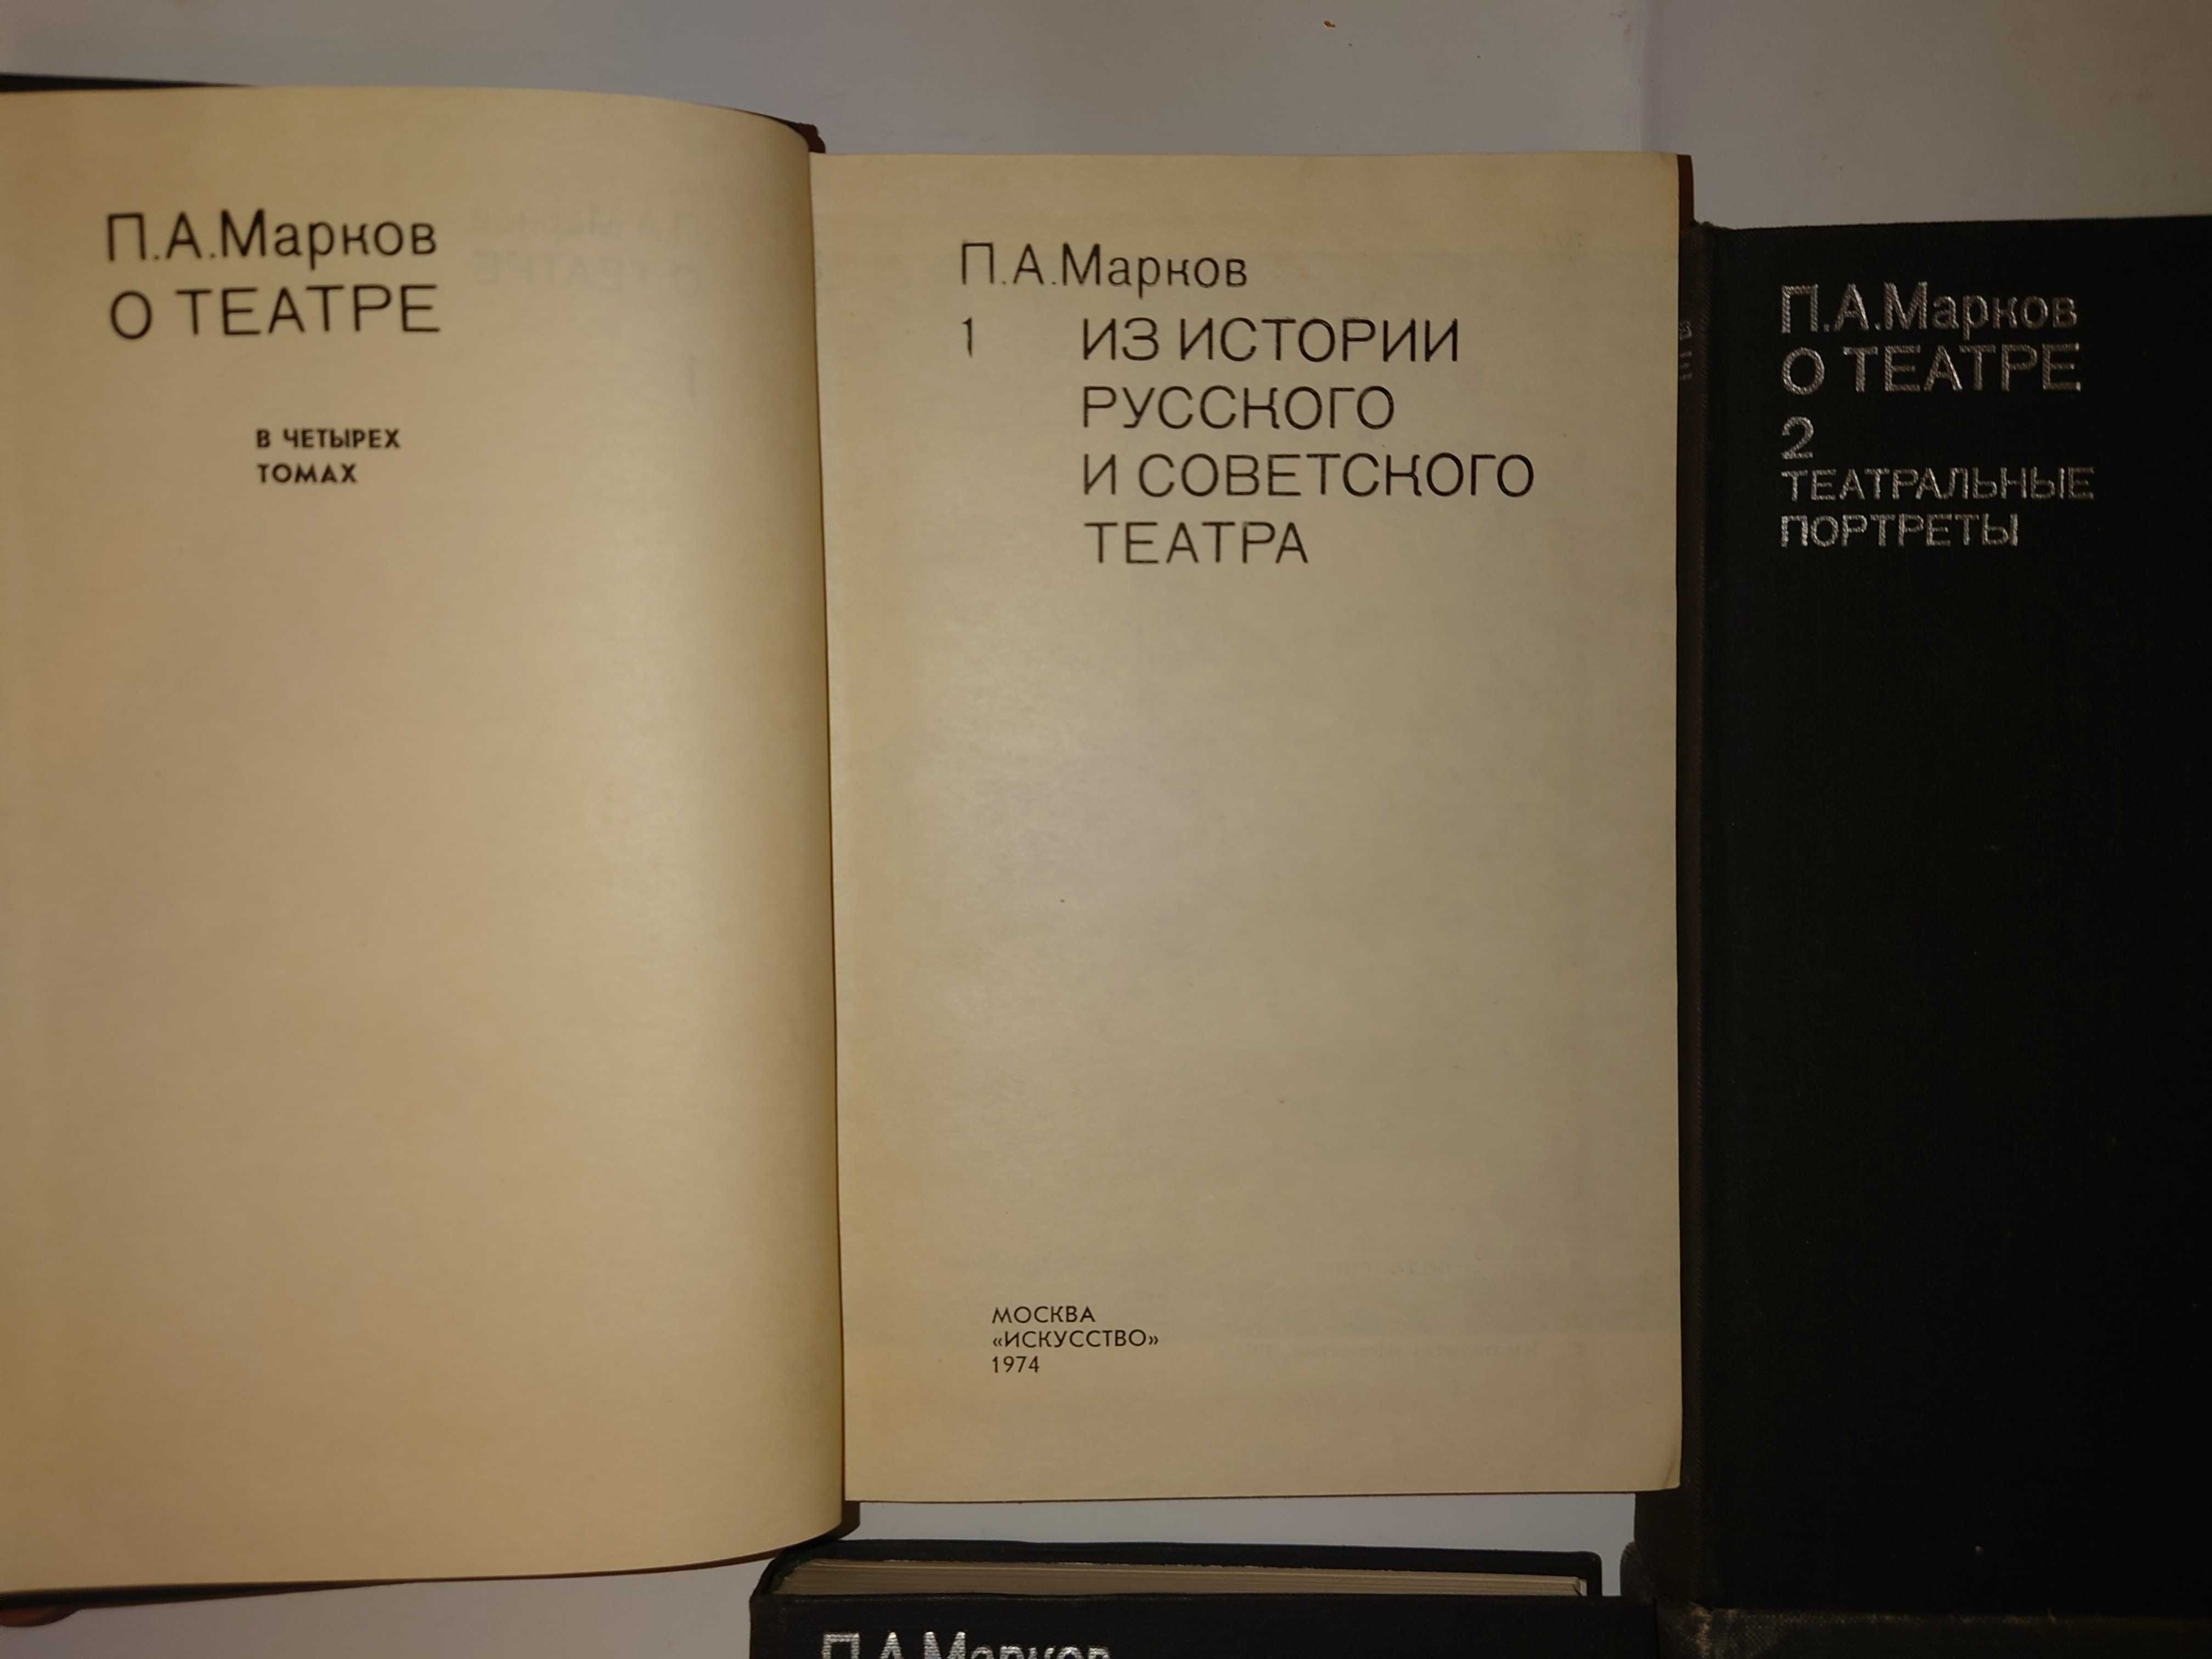 П.А.Марков
О ТЕАТРЕ
В ЧЕТЫРЕХ
ТОМАХ
П.А.Марков
1 ИЗ ИСТОРИИ
РУССКОГО
И СОВЕТСКОГО
ТЕАТРА
МОСКВА
«ИСКУССТВО»
1974
П.А.Марков
О ТЕАТРЕ
2
ТЕАТРАЛЬНЫЕ
ПОРТРЕТЫ
П.А.Марков